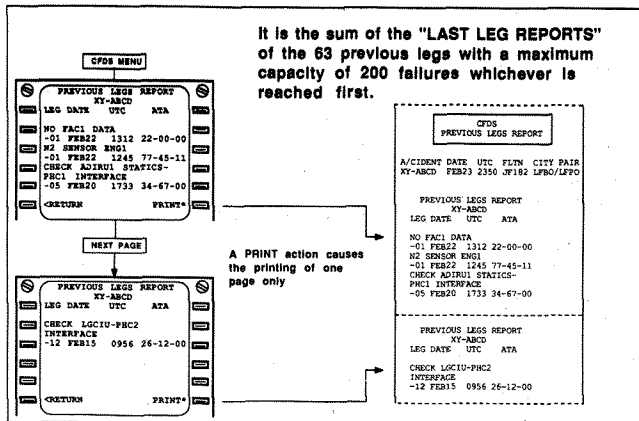 It is the sum of the "LAST LEG REPORTS"
of the 63 previous legs with a maximum
capacity of 200 failures whichever is
reached first.
CFDS MENU
PREVIOUS LEGS REPORT
XY-ABCD
LEG DATE UTC ATA
NO FAC1 DATA
-01 FEB22 1312 22-00-00
N2 SENSOR ENG1
-01 FEB22 1245 77-45-11
CHECK ADIRU1 STATICS-
PHC1 INTERFACE
-05 FEB20 1733 34-67-00
<RETURN PRINT*
NEXT PAGE
PREVIOUS LEGS REPORT
XY-ABCD
LEG DATE UTC ATA
CHECK LGCIU-PHC2
INTERFACE
-12 FEB15 0956 26-12-00
<RETURN PRINT*
A PRINT action causes
the printing of one
page only
CFDS
PREVIOUS LEGS REPORT
A/CIDENT DATE UTC FLTN CITY PAIR
XY-ABCD FEB23 2350 JF182 LFBO/LFPO
PREVIOUS LEGS REPORT
XY-ABCD
LEG DATE UTC ATA
NO FAC1 DATA
-01 FEB22 1312 22-00-00
N2 SENSOR ENG1
-01 FEB22 1245 77-45-11
CHECK ADIRU1 STATICS-
PHC1 INTERFACE
-05 FEB20 1733 34-67-00
PREVIOUS LEGS REPORT
XY-ABCD
LEG DATE UTC ATA
CHECK LGCIU-PHC2
INTERFACE
-12 FEB15 0956 26-12-00